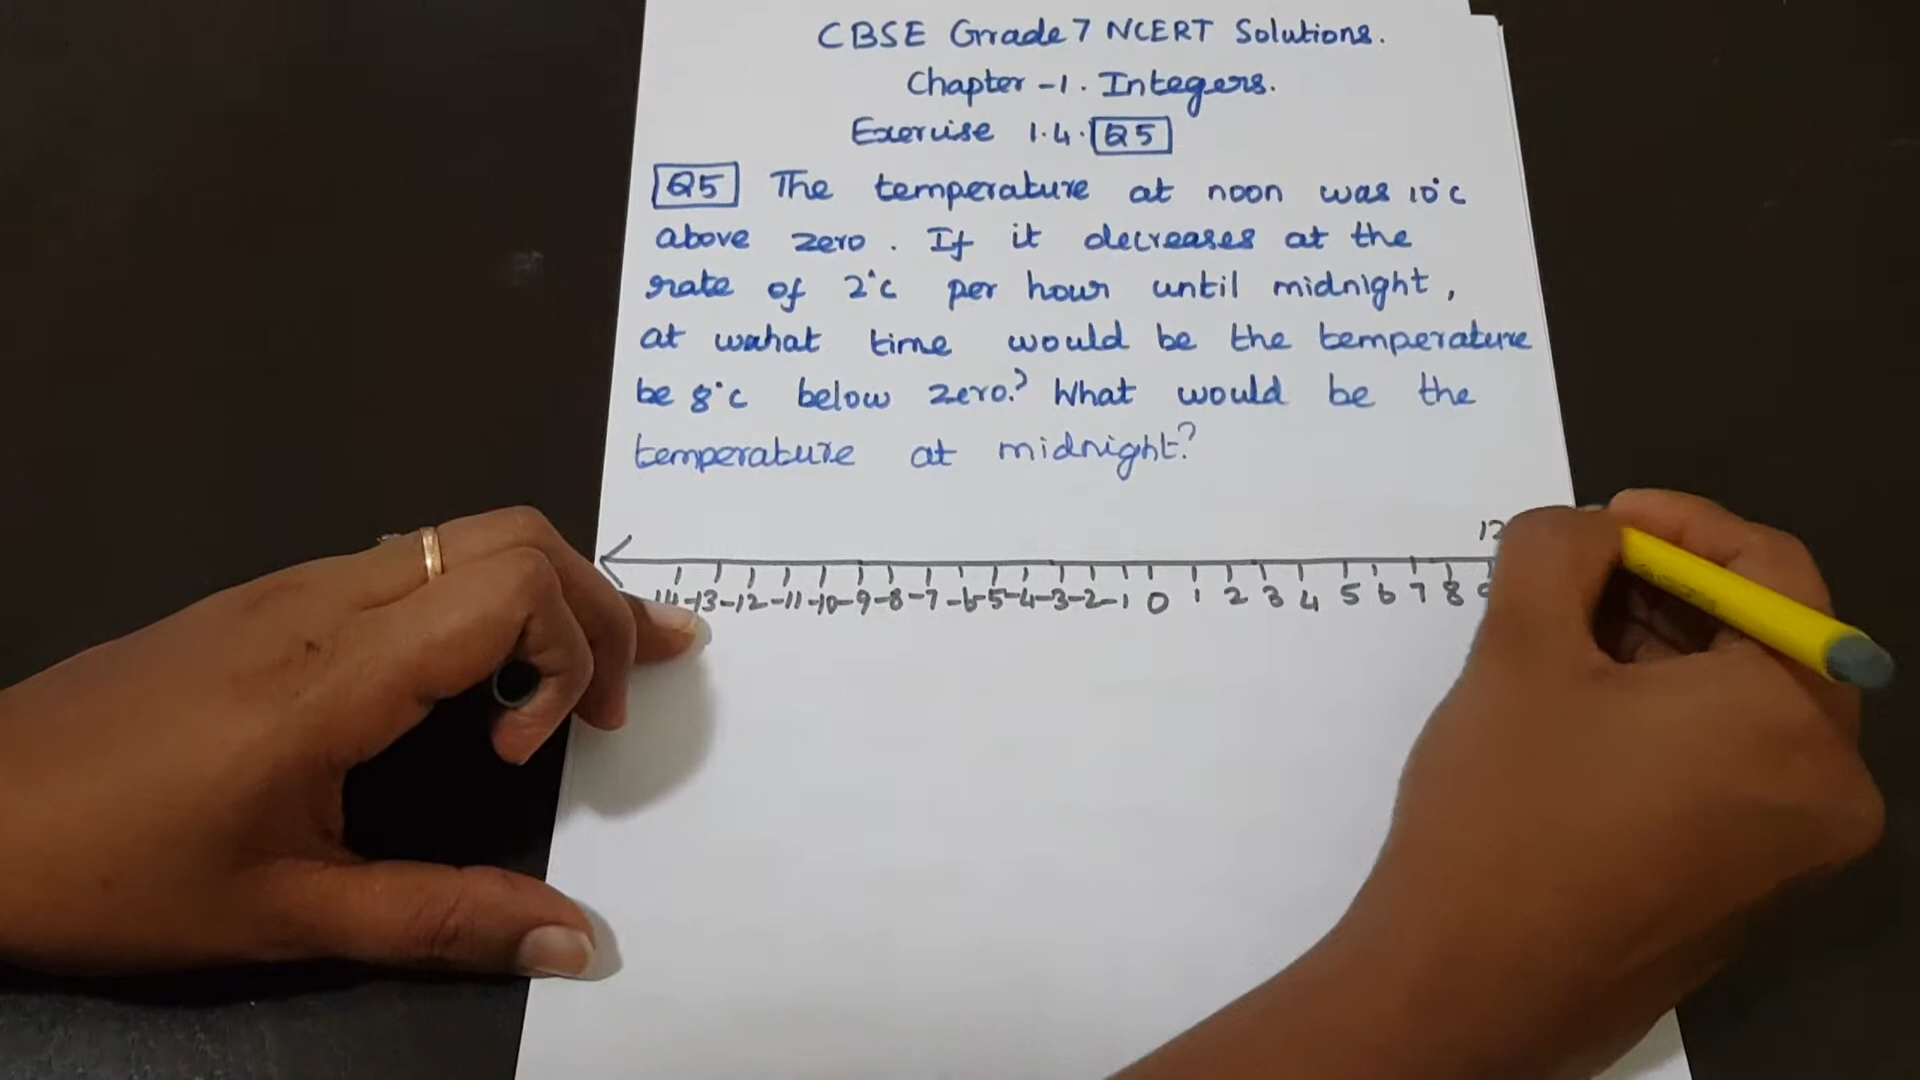 CBSE Grade 7 NCERT Solutions.
Chapter -1. Integers.
Exercise 1.4. Q5
Q5 The temperature at noon was 10°C
above zero. If it decreases at the
rate of 2°C per hour until midnight,
at wahat time would be the temperature
be 8°C below zero? What would be the
temperature at midnight?
12
-14 -13 -12 -11 -10 -9 -8 -7 -6 -5 -4 -3 -2 -1 0 1 2 3 4 5 6 7 8